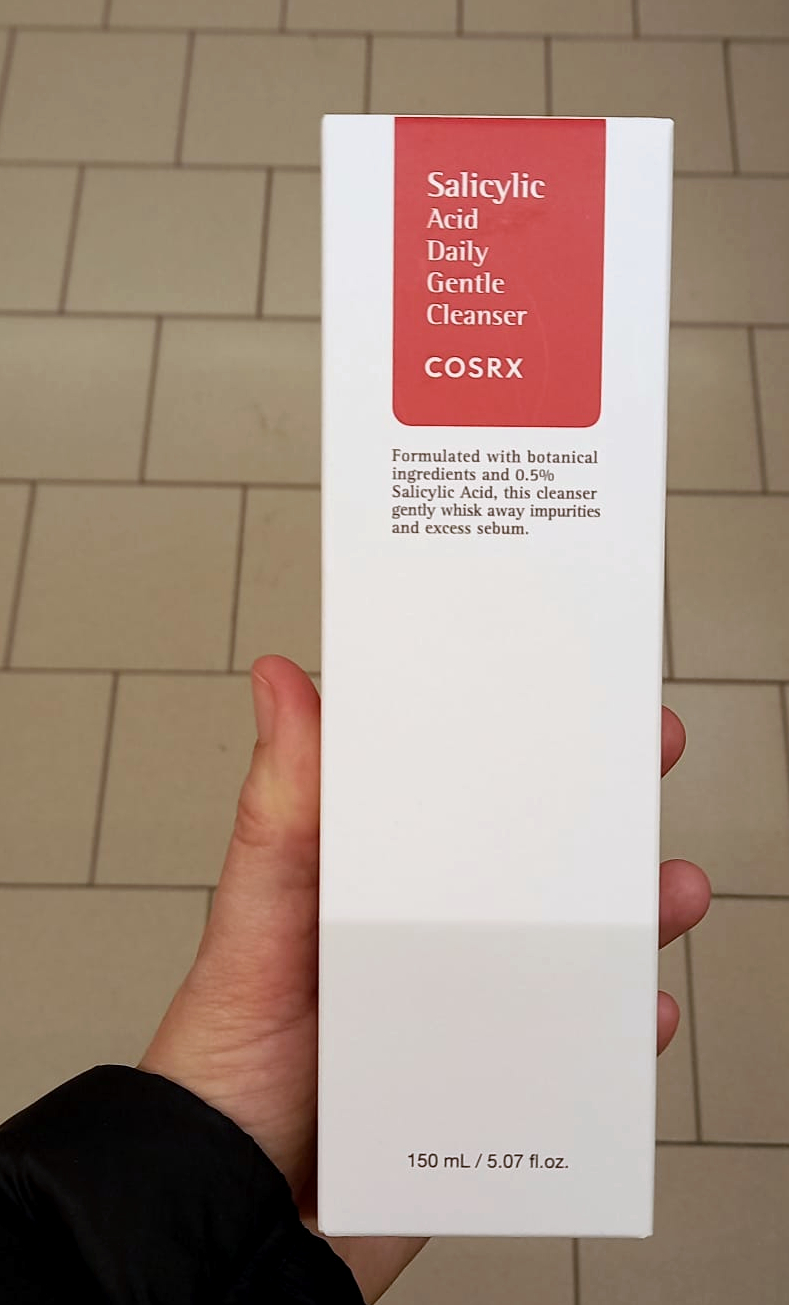 Salicylic
Acid
Daily
Gentle
Cleanser
COSRX
Formulated with botanical
ingredients and 0.5%
Salicylic Acid, this cleanser
gently whisk away impurities
and excess sebum.
150 mL / 5.07 fl.oz.